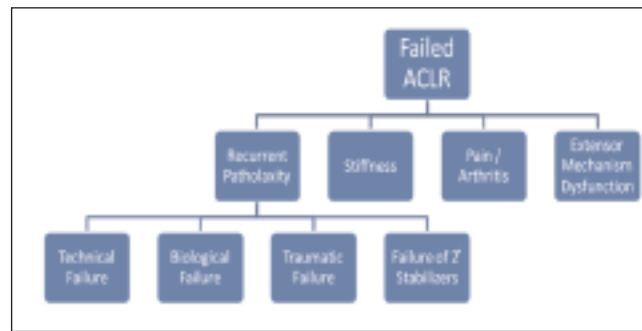 Failed
ACLR
Recurrent
Patholaxity
Stiffness
Pain /
Arthritis
Extensor
Mechanism
Dysfunction
Technical
Failure
Biological
Failure
Traumatic
Failure
Failure of 2°
Stabilizers